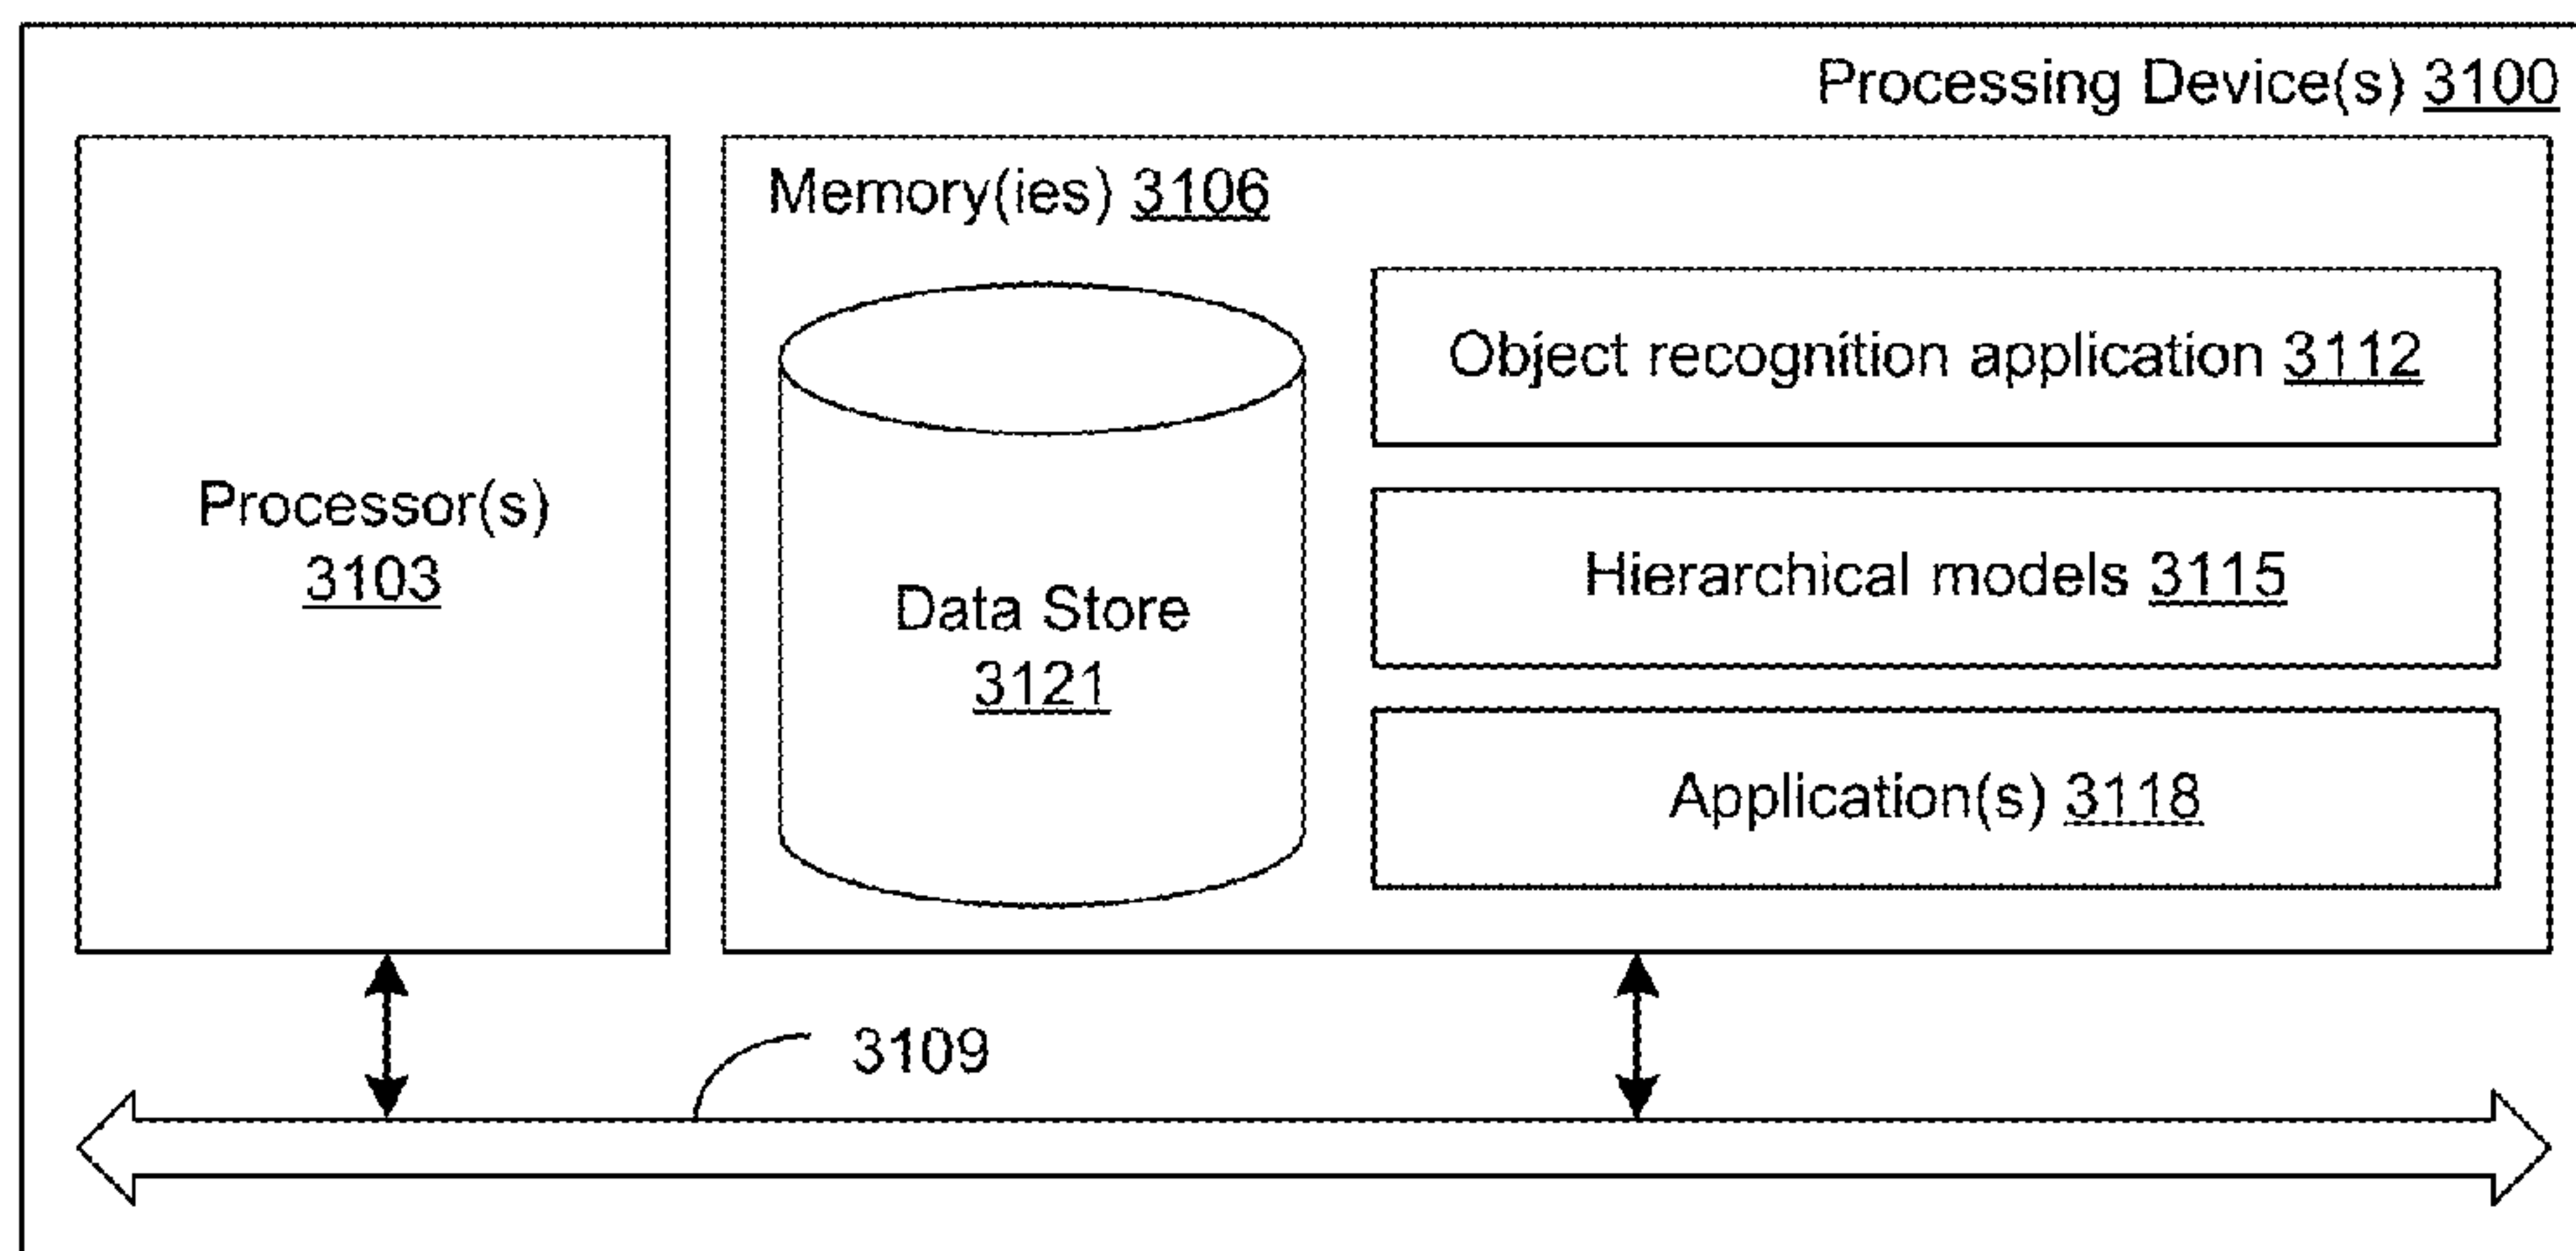 Processing Device(s) 3100
Memory(ies) 3106
Processor(s)
3103
Data Store
3121
Object recognition application 3112
Hierarchical models 3115
Application(s) 3118
3109